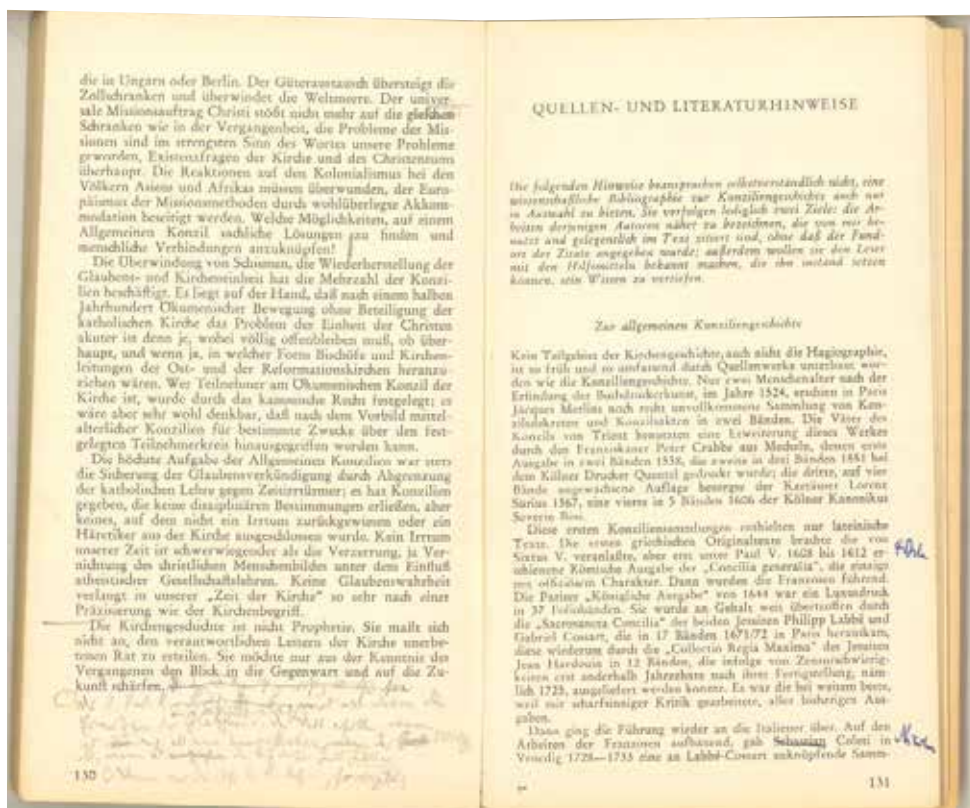 die in Ungarn oder Berlin. Der Güteraustausch übersteigt die
Zollschranken und überwindet die Weltmeere. Der univer-
sale Missionsauftrag Christi stößt nicht mehr auf die gleichen
Schranken wie in der Vergangenheit, die Probleme der Mis-
sionen sind im strengsten Sinn des Wortes unsere Probleme
geworden, Existenzfragen der Kirche und des Christentums
überhaupt. Die Reaktionen auf den Kolonialismus bei den
Völkern Asiens und Afrikas müssen überwunden, der Euro-
päismus der Missionsmethoden durch wohlüberlegte Akkom-
modation beseitigt werden. Welche Möglichkeiten, auf einem
Allgemeinen Konzil sachliche Lösungen zu finden und
menschliche Verbindungen anzuknüpfen!
Die Überwindung von Schismen, die Wiederherstellung der
Glaubens- und Kircheneinheit hat die Mehrzahl der Konzi-
lien beschäftigt. Es liegt auf der Hand, daß nach einem halben
Jahrhundert Ökumenischer Bewegung ohne Beteiligung der
katholischen Kirche das Problem der Einheit der Christen
akuter ist denn je, wobei völlig offenbleiben muß, ob über-
haupt, und wenn ja, in welcher Form Bischöfe und Kirchen-
leitungen der Ost- und der Reformationskirchen heranzu-
ziehen wären. Wer Teilnehmer am Ökumenischen Konzil der
Kirche ist, wurde durch das kanonische Recht festgelegt; es
wäre aber sehr wohl denkbar, daß nach dem Vorbild mittel-
alterlicher Konzilien für bestimmte Zwecke über den fest-
gelegten Teilnehmerkreis hinausgegriffen werden kann.
Die höchste Aufgabe der Allgemeinen Konzilien war stets
die Sicherung der Glaubensverkündigung durch Abgrenzung
der katholischen Lehre gegen Zeitirrtümer; es hat Konzilien
gegeben, die keine disziplinären Bestimmungen erließen, aber
keines, auf dem nicht ein Irrtum zurückgewiesen oder ein
Häretiker aus der Kirche ausgeschlossen wurde. Kein Irrtum
unserer Zeit ist schwerwiegender als die Verzerrung, ja Ver-
nichtung des christlichen Menschenbildes unter dem Einfluß
atheistischer Gesellschaftslehren. Keine Glaubenswahrheit
verlangt in unserer „Zeit der Kirche" so sehr nach einer
Präzisierung wie der Kirchenbegriff.
Die Kirchengeschichte ist nicht Prophetie. Sie maßt sich
nicht an, den verantwortlichen Leitern der Kirche unerbe-
tenen Rat zu erteilen. Sie möchte nur aus der Kenntnis des
Vergangenen den Blick in die Gegenwart und auf die Zu-
kunft schärfen.
130
QUELLEN- UND LITERATURHINWEISE
Die folgenden Hinweise beanspruchen selbstverständlich nicht, eine
wissenschaftliche Bibliographie zur Konziliengeschichte auch nur
in Auswahl zu bieten. Sie verfolgen lediglich zwei Ziele: die Ar-
beiten derjenigen Autoren näher zu bezeichnen, die von mir be-
nutzt und gelegentlich im Text zitiert sind, ohne daß der Fund-
ort der Zitate angegeben wurde; außerdem wollen sie den Leser
mit den Hilfsmitteln bekannt machen, die ihn instand setzen
können, sein Wissen zu vertiefen.
Zur allgemeinen Konziliengeschichte
Kein Teilgebiet der Kirchengeschichte, auch nicht die Hagiographie,
ist so früh und so umfassend durch Quellenwerke unterbaut wor-
den wie die Konziliengeschichte. Nur zwei Menschenalter nach der
Erfindung der Buchdruckerkunst, im Jahre 1524, erschien in Paris
Jacques Merlins noch recht unvollkommene Sammlung von Kon-
zilsdekreten und Konzilsakten in zwei Bänden. Die Väter des
Konzils von Trient benutzten eine Erweiterung dieses Werkes
durch den Franziskaner Peter Crabbe aus Mecheln, deren erste
Ausgabe in zwei Bänden 1538, die zweite in drei Bänden 1551 bei
dem Kölner Drucker Quentel gedruckt wurde; die dritte, auf vier
Bände angewachsene Auflage besorgte der Kartäuser Lorenz
Surius 1567, eine vierte in 5 Bänden 1606 der Kölner Kanonikus
Severin Bini.
Diese ersten Konziliensammlungen enthielten nur lateinische
Texte. Die ersten griechischen Originaltexte brachte die von
Sixtus V. veranlaßte, aber erst unter Paul V. 1608 bis 1612 er-
schienene Römische Ausgabe der „Concilia generalia", die einzige
mit offiziösem Charakter. Dann wurden die Franzosen führend.
Die Pariser „Königliche Ausgabe" von 1644 war ein Luxusdruck
in 37 Foliobänden. Sie wurde an Gehalt weit übertroffen durch
die „Sacrosancta Concilia" der beiden Jesuiten Philipp Labbé und
Gabriel Cossart, die in 17 Bänden 1671/72 in Paris herauskam,
diese wiederum durch die „Collectio Regia Maxima" des Jesuiten
Jean Hardouin in 12 Bänden, die infolge von Zensurschwierig-
keiten erst anderthalb Jahrzehnte nach ihrer Fertigstellung, näm-
lich 1725, ausgeliefert werden konnte. Es war die bei weitem beste,
weil mit scharfsinniger Kritik gearbeitete, aller bisherigen Aus-
gaben.
Dann ging die Führung wieder an die Italiener über. Auf den
Arbeiten der Franzosen aufbauend, gab Sebastian Coleti in
Venedig 1728—1733 eine an Labbé-Cossart anknüpfende Samm-
131